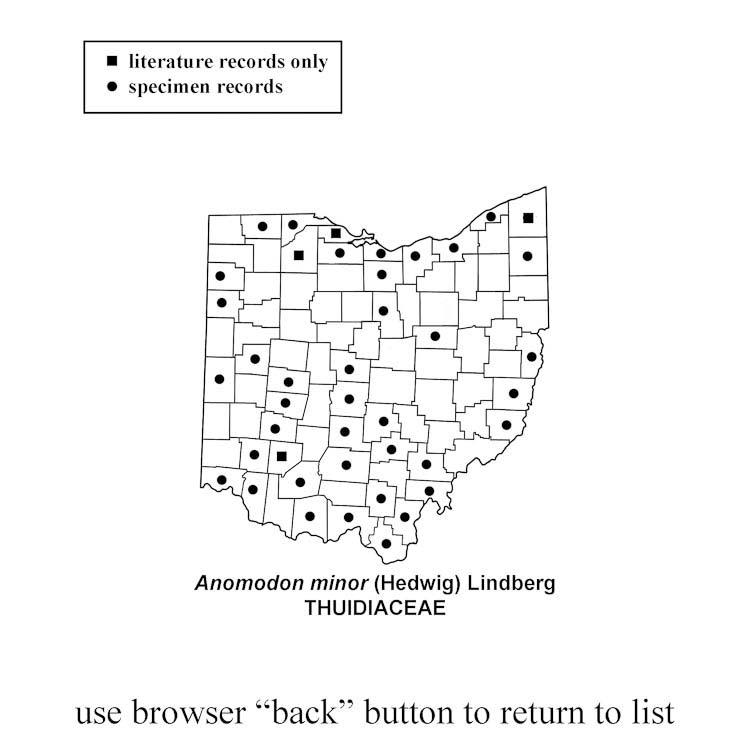 literature records only
specimen records
Anomodon minor (Hedwig) Lindberg
THUIDIACEAE
use browser “back” button to return to list